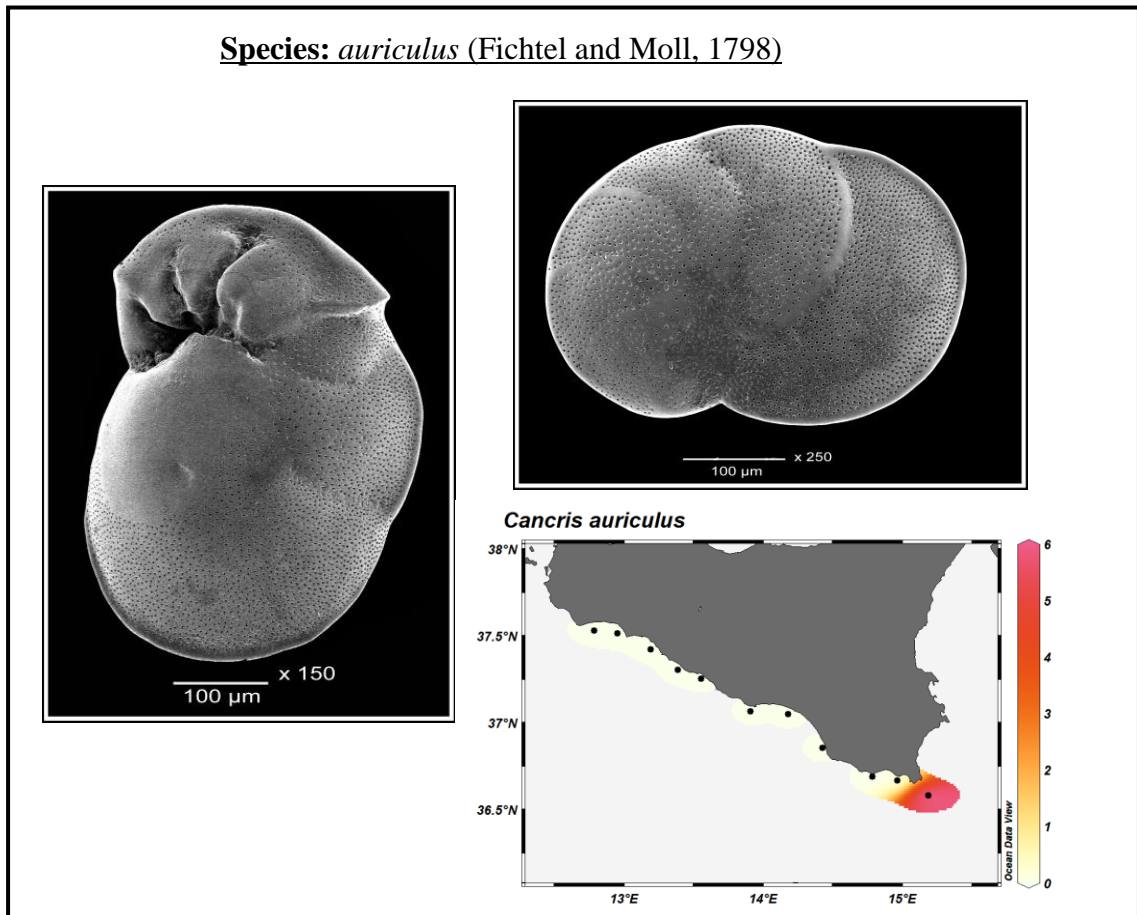 Species: auriculus (Fichtel and Moll, 1798)
x 150
100 µm
x 250
100 µm
Cancris auriculus
38°N
37.5°N
37°N
36.5°N
13°E
14°E
15°E
Ocean Data View
6
5
4
3
2
1
0